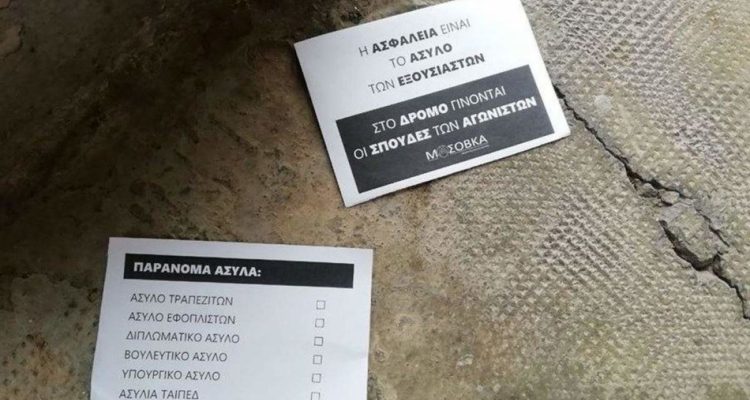 Η ΑΣΦΑΛΕΙΑ ΕΙΝΑΙ
ΤΟ ΑΣΥΛΟ
ΤΩΝ ΕΞΟΥΣΙΑΣΤΩΝ
ΣΤΟ ΔΡΟΜΟ ΓΙΝΟΝΤΑΙ
ΟΙ ΣΠΟΥΔΕΣ ΤΩΝ ΑΓΩΝΙΣΤΩΝ
ΜΑΣΟΒΚΑ
ΠΑΡΑΝΟΜΑ ΑΣΥΛΑ:
ΑΣΥΛΟ ΤΡΑΠΕΖΙΤΩΝ
ΑΣΥΛΟ ΕΦΟΠΛΙΣΤΩΝ
ΔΙΠΛΩΜΑΤΙΚΟ ΑΣΥΛΟ
ΒΟΥΛΕΥΤΙΚΟ ΑΣΥΛΟ
ΥΠΟΥΡΓΙΚΟ ΑΣΥΛΟ
ΑΣΥΛΙΑ ΤΑΙΠΕΔ